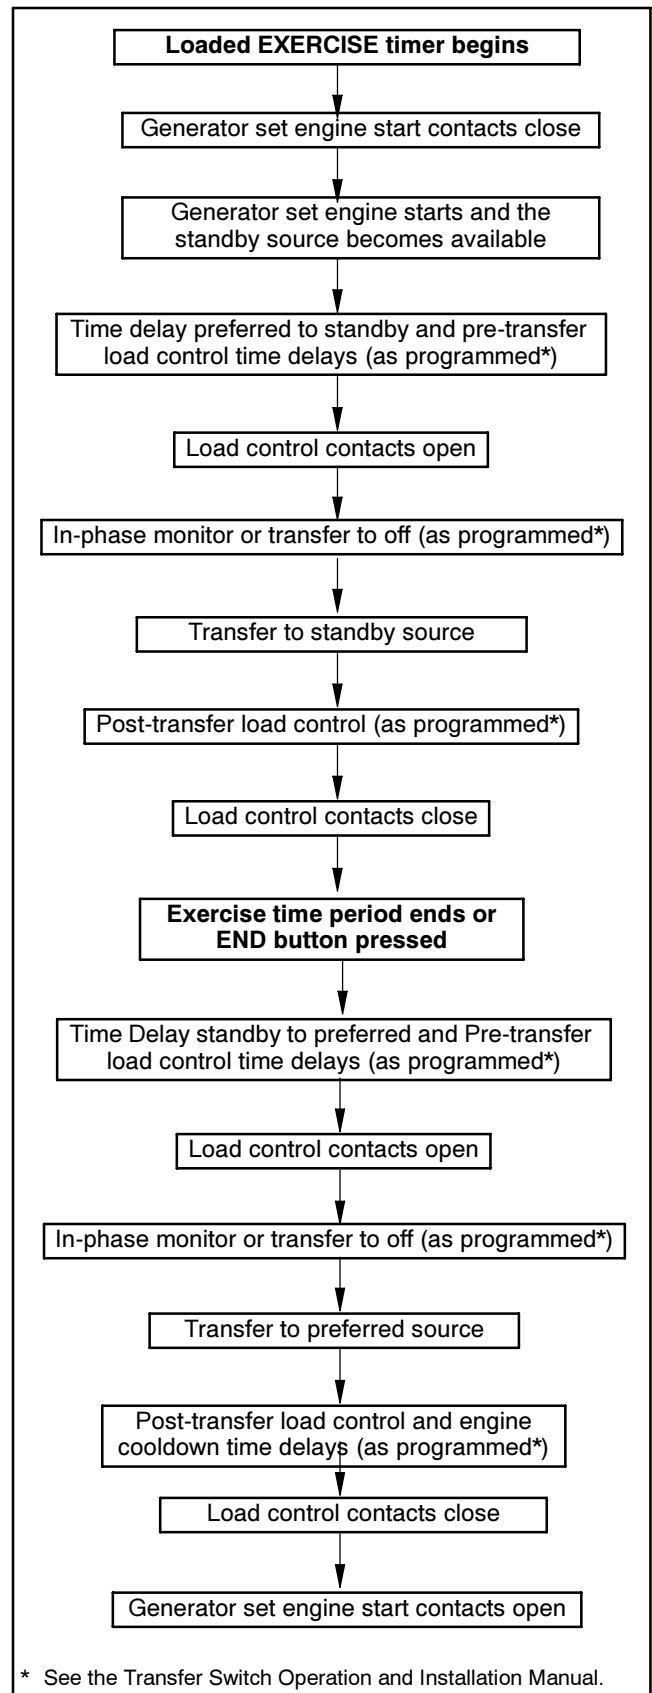 Loaded EXERCISE timer begins
Generator set engine start contacts close
Generator set engine starts and the
standby source becomes available
Time delay preferred to standby and pre-transfer
load control time delays (as programmed*)
Load control contacts open
In-phase monitor or transfer to off (as programmed*)
Transfer to standby source
Post-transfer load control (as programmed*)
Load control contacts close
Exercise time period ends or
END button pressed
Time Delay standby to preferred and Pre-transfer
load control time delays (as programmed*)
Load control contacts open
In-phase monitor or transfer to off (as programmed*)
Transfer to preferred source
Post-transfer load control and engine
cooldown time delays (as programmed*)
Load control contacts close
Generator set engine start contacts open
* See the Transfer Switch Operation and Installation Manual.